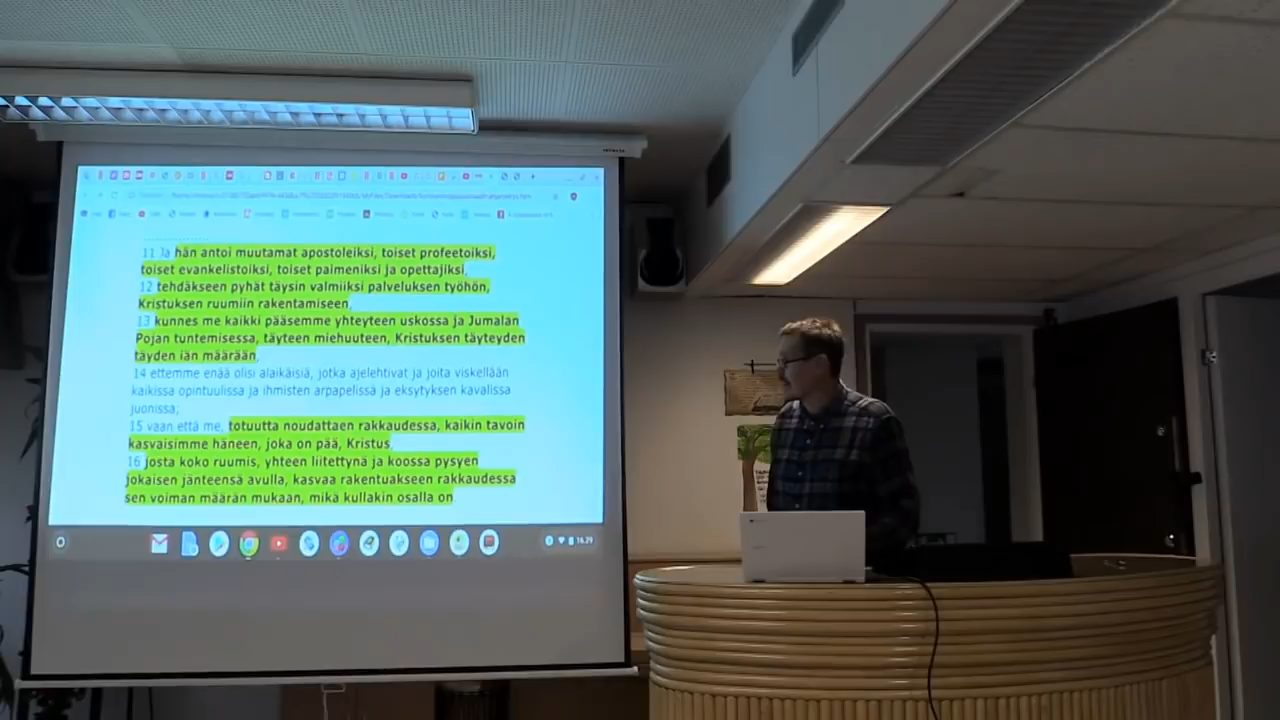 HITACHI
11 Ja hän antoi muutamat apostoleiksi, toiset profeetoiksi,
toiset evankelistoiksi, toiset paimeniksi ja opettajiksi,
12 tehdäkseen pyhät täysin valmiiksi palveluksen työhön,
Kristuksen ruumiin rakentamiseen,
13 kunnes me kaikki pääsemme yhteyteen uskossa ja Jumalan
Pojan tuntemisessa, täyteen miehuuteen, Kristuksen täyteyden
täyden iän määrään,
14 ettemme enää olisi alaikäisiä, jotka ajelehtivat ja joita viskellään
kaikissa opintuulissa ja ihmisten arpapelissä ja eksytyksen kavalissa
juonissa;
15 vaan että me, totuutta noudattaen rakkaudessa, kaikin tavoin
kasvaisimme häneen, joka on pää, Kristus,
16 josta koko ruumis, yhteen liitettynä ja koossa pysyen
jokaisen jänteensä avulla, kasvaa rakentuakseen rakkaudessa
sen voiman määrän mukaan, mikä kullakin osalla on
16.29